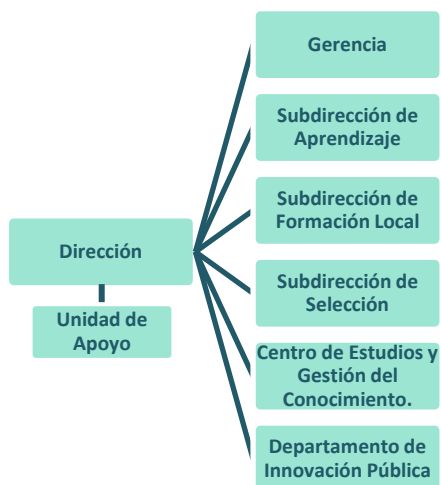 Gerencia
Subdirección de
Aprendizaje
Subdirección de
Formación Local
Dirección
Subdirección de
Selección
Unidad de
Apoyo
Centro de Estudios y
Gestión del
Conocimiento.
Departamento de
Innovación Pública